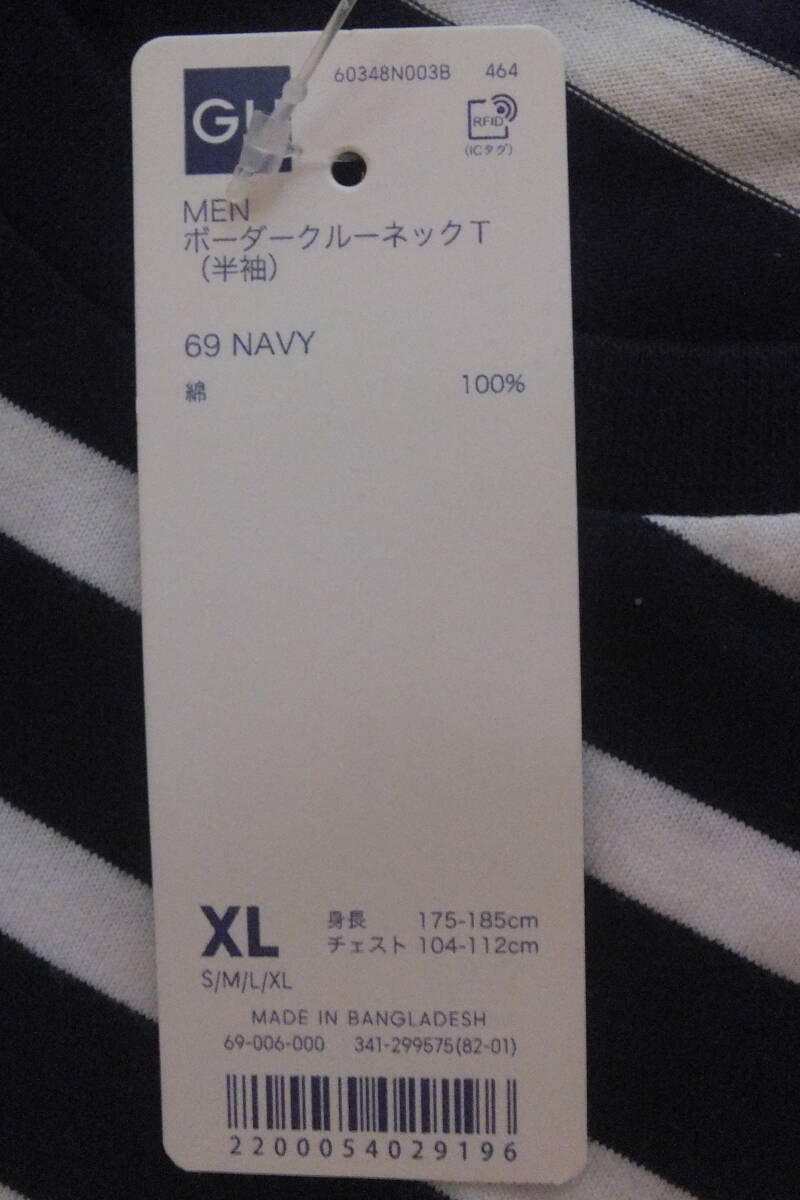 60348N003B 464
GU
RFID
(ICタグ)
MEN
ボーダークルーネックT
(半袖)
69 NAVY
綿 100%
XL 身長 175-185cm
チェスト 104-112cm
S/M/L/XL
MADE IN BANGLADESH
69-006-000 341-299575(82-01)
2200054029196